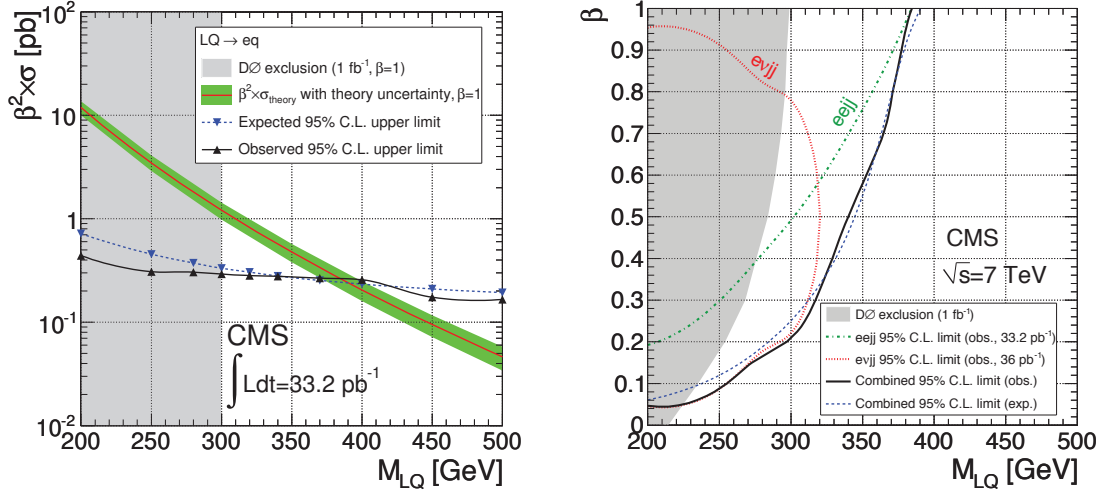 β²×σ [pb]
10²
10
1
10⁻¹
10⁻²
LQ → eq
DØ exclusion (1 fb⁻¹, β=1)
β²×σtheory with theory uncertainty, β=1
Expected 95% C.L. upper limit
Observed 95% C.L. upper limit
CMS
∫ Ldt=33.2 pb⁻¹
200 250 300 350 400 450 500
M_LQ [GeV]
β
1
0.9
0.8
0.7
0.6
0.5
0.4
0.3
0.2
0.1
0
eνjj
eejj
CMS
√s=7 TeV
DØ exclusion (1 fb⁻¹)
eejj 95% C.L. limit (obs., 33.2 pb⁻¹)
eνjj 95% C.L. limit (obs., 36 pb⁻¹)
Combined 95% C.L. limit (obs.)
Combined 95% C.L. limit (exp.)
200 250 300 350 400 450 500
M_LQ [GeV]